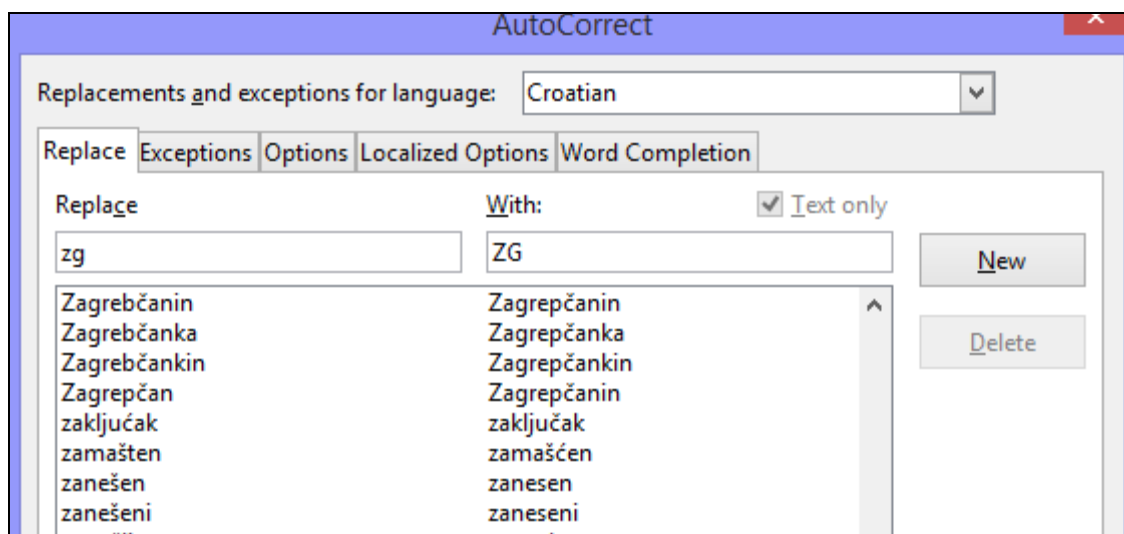 AutoCorrect
Replacements and exceptions for language: Croatian
Replace Exceptions Options Localized Options Word Completion
Replace With: Text only
zg ZG New
Zagrebčanin Zagrepčanin
Zagrebčanka Zagrepčanka
Delete
Zagrebčankin Zagrepčankin
Zagrepčan Zagrepčanin
zakljućak zaključak
zamašten zamašćen
zanešen zanesen
zanešeni zaneseni